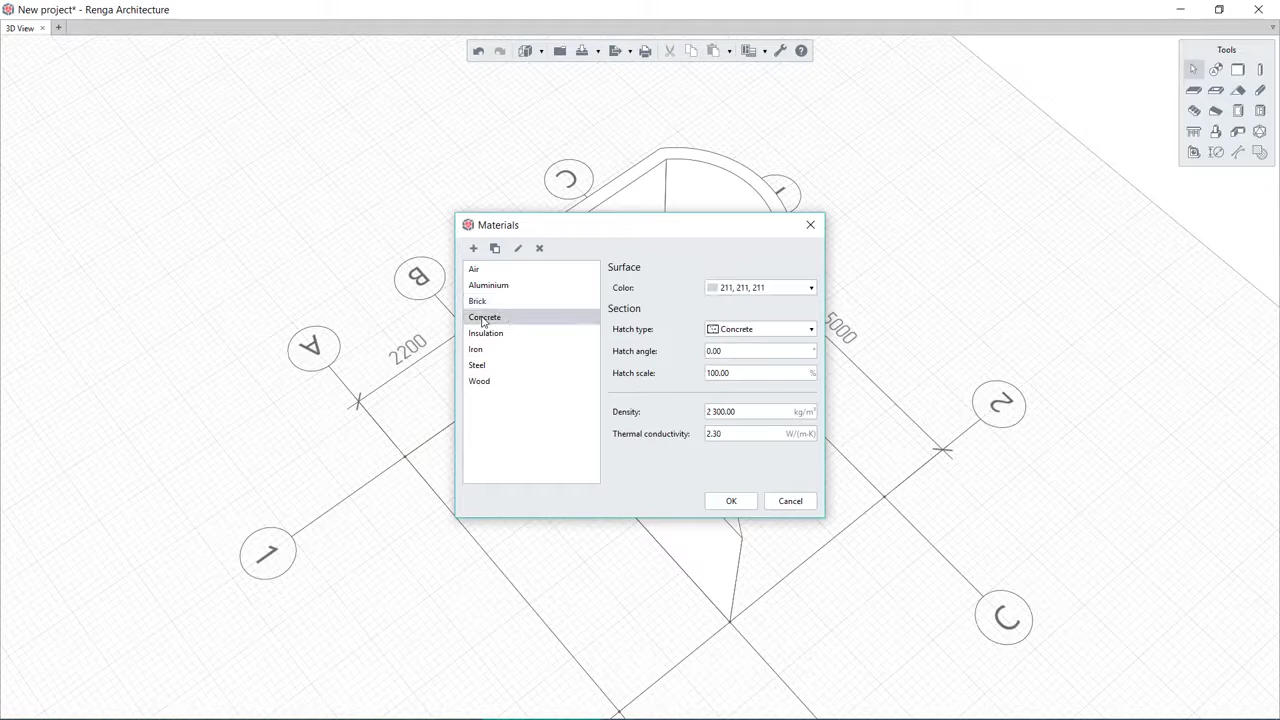 New project* - Renga Architecture
3D View
Tools
C
B
A
2200
1
5000
2
C
Materials
Air
Aluminium
Brick
Concrete
Insulation
Iron
Steel
Wood
Surface
Color: 211, 211, 211
Section
Hatch type: Concrete
Hatch angle: 0.00 °
Hatch scale: 100.00 %
Density: 2 300.00 kg/m³
Thermal conductivity: 2.30 W/(m·K)
OK Cancel